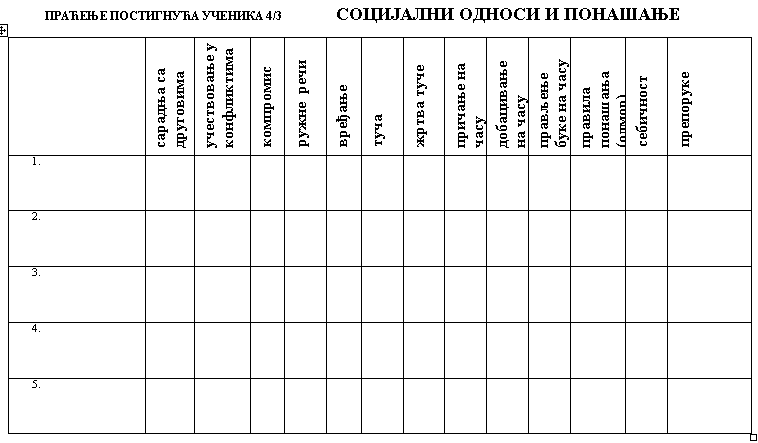 ПРАЋЕЊЕ ПОСТИГНУЋА УЧЕНИКА 4/3 СОЦИЈАЛНИ ОДНОСИ И ПОНАШАЊЕ
сарадња са
друговима
учествовање у
конфликтима
компромис
ружне речи
вређање
туча
жртва туче
причање на
часу
добацивање
на часу
прављење
буке на часу
правила
понашања
(одмор)
себичност
препоруке
1.
2.
3.
4.
5.